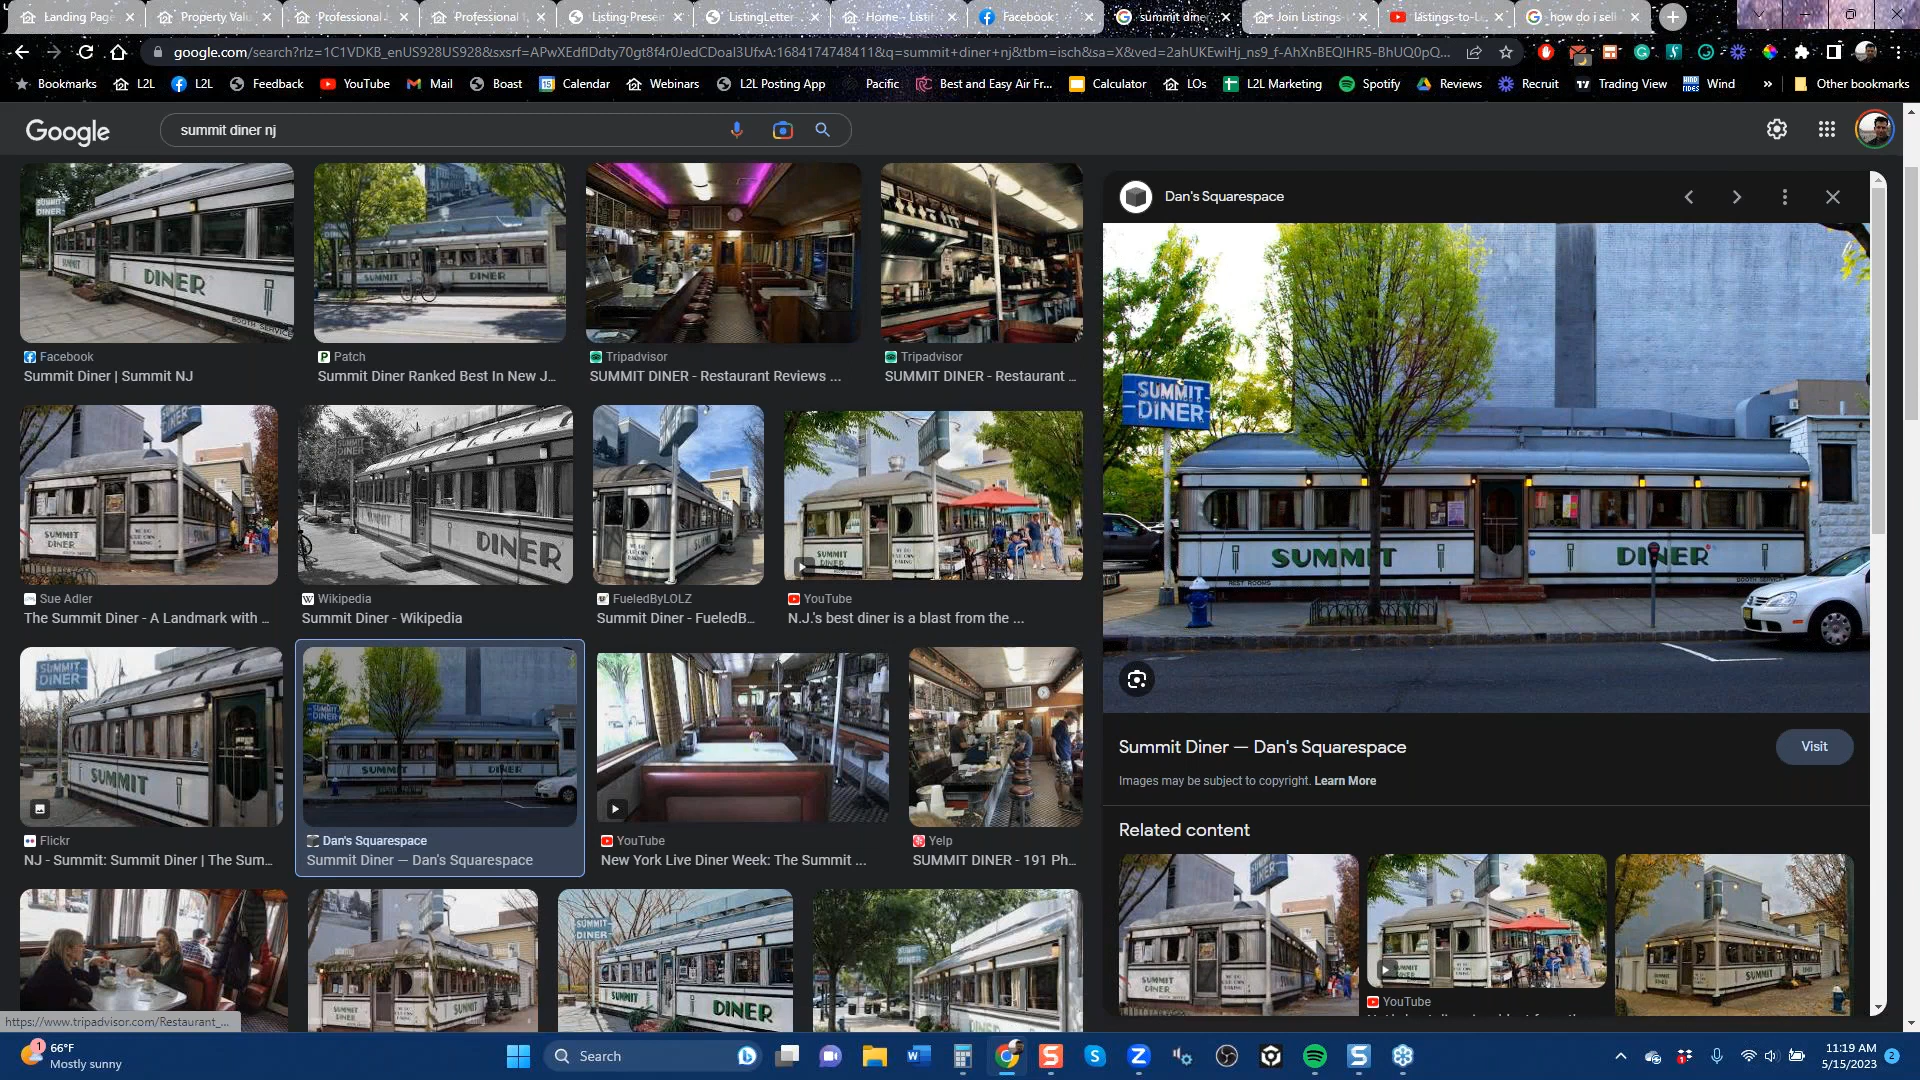 Landing Page
Property Valu
Professional
Professional
Listing Presen
ListingLetter
Home - Listi
Facebook
summit dine
Join Listings
listings-to-L
how do i sell
google.com/search?rlz=1C1VDKB_enUS928US928&sxsrf=APwXEdflDdty70gt8f4r0JedCDoal3UfxA:1684174748411&q=summit+diner+nj&tbm=isch&sa=X&ved=2ahUKEwiHj_ns9_f-AhXnBEQIHR5-BhUQ0pQ...
Bookmarks
L2L
L2L
Feedback
YouTube
Mail
Boast
Calendar
Webinars
L2L Posting App
Pacific
Best and Easy Air Fr...
Calculator
LOs
L2L Marketing
Spotify
Reviews
Recruit
Trading View
Wind
»
Other bookmarks
Google
summit diner nj
Dan's Squarespace
SUMMIT DINER
SUMMIT DINER
REST ROOMS
BOOTH SERVICE
Facebook
Summit Diner | Summit NJ
Patch
Summit Diner Ranked Best In New J...
Tripadvisor
SUMMIT DINER - Restaurant Reviews ...
Tripadvisor
SUMMIT DINER - Restaurant ...
Sue Adler
The Summit Diner - A Landmark with ...
Wikipedia
Summit Diner - Wikipedia
FueledByLOLZ
Summit Diner - FueledB...
YouTube
N.J.'s best diner is a blast from the ...
Flickr
NJ - Summit: Summit Diner | The Sum...
Dan's Squarespace
Summit Diner — Dan's Squarespace
YouTube
New York Live Diner Week: The Summit ...
Yelp
SUMMIT DINER - 191 Ph...
Summit Diner — Dan's Squarespace
Visit
Images may be subject to copyright. Learn More
Related content
YouTube
https://www.tripadvisor.com/Restaurant_...
66°F
Mostly sunny
Search
11:19 AM
5/15/2023